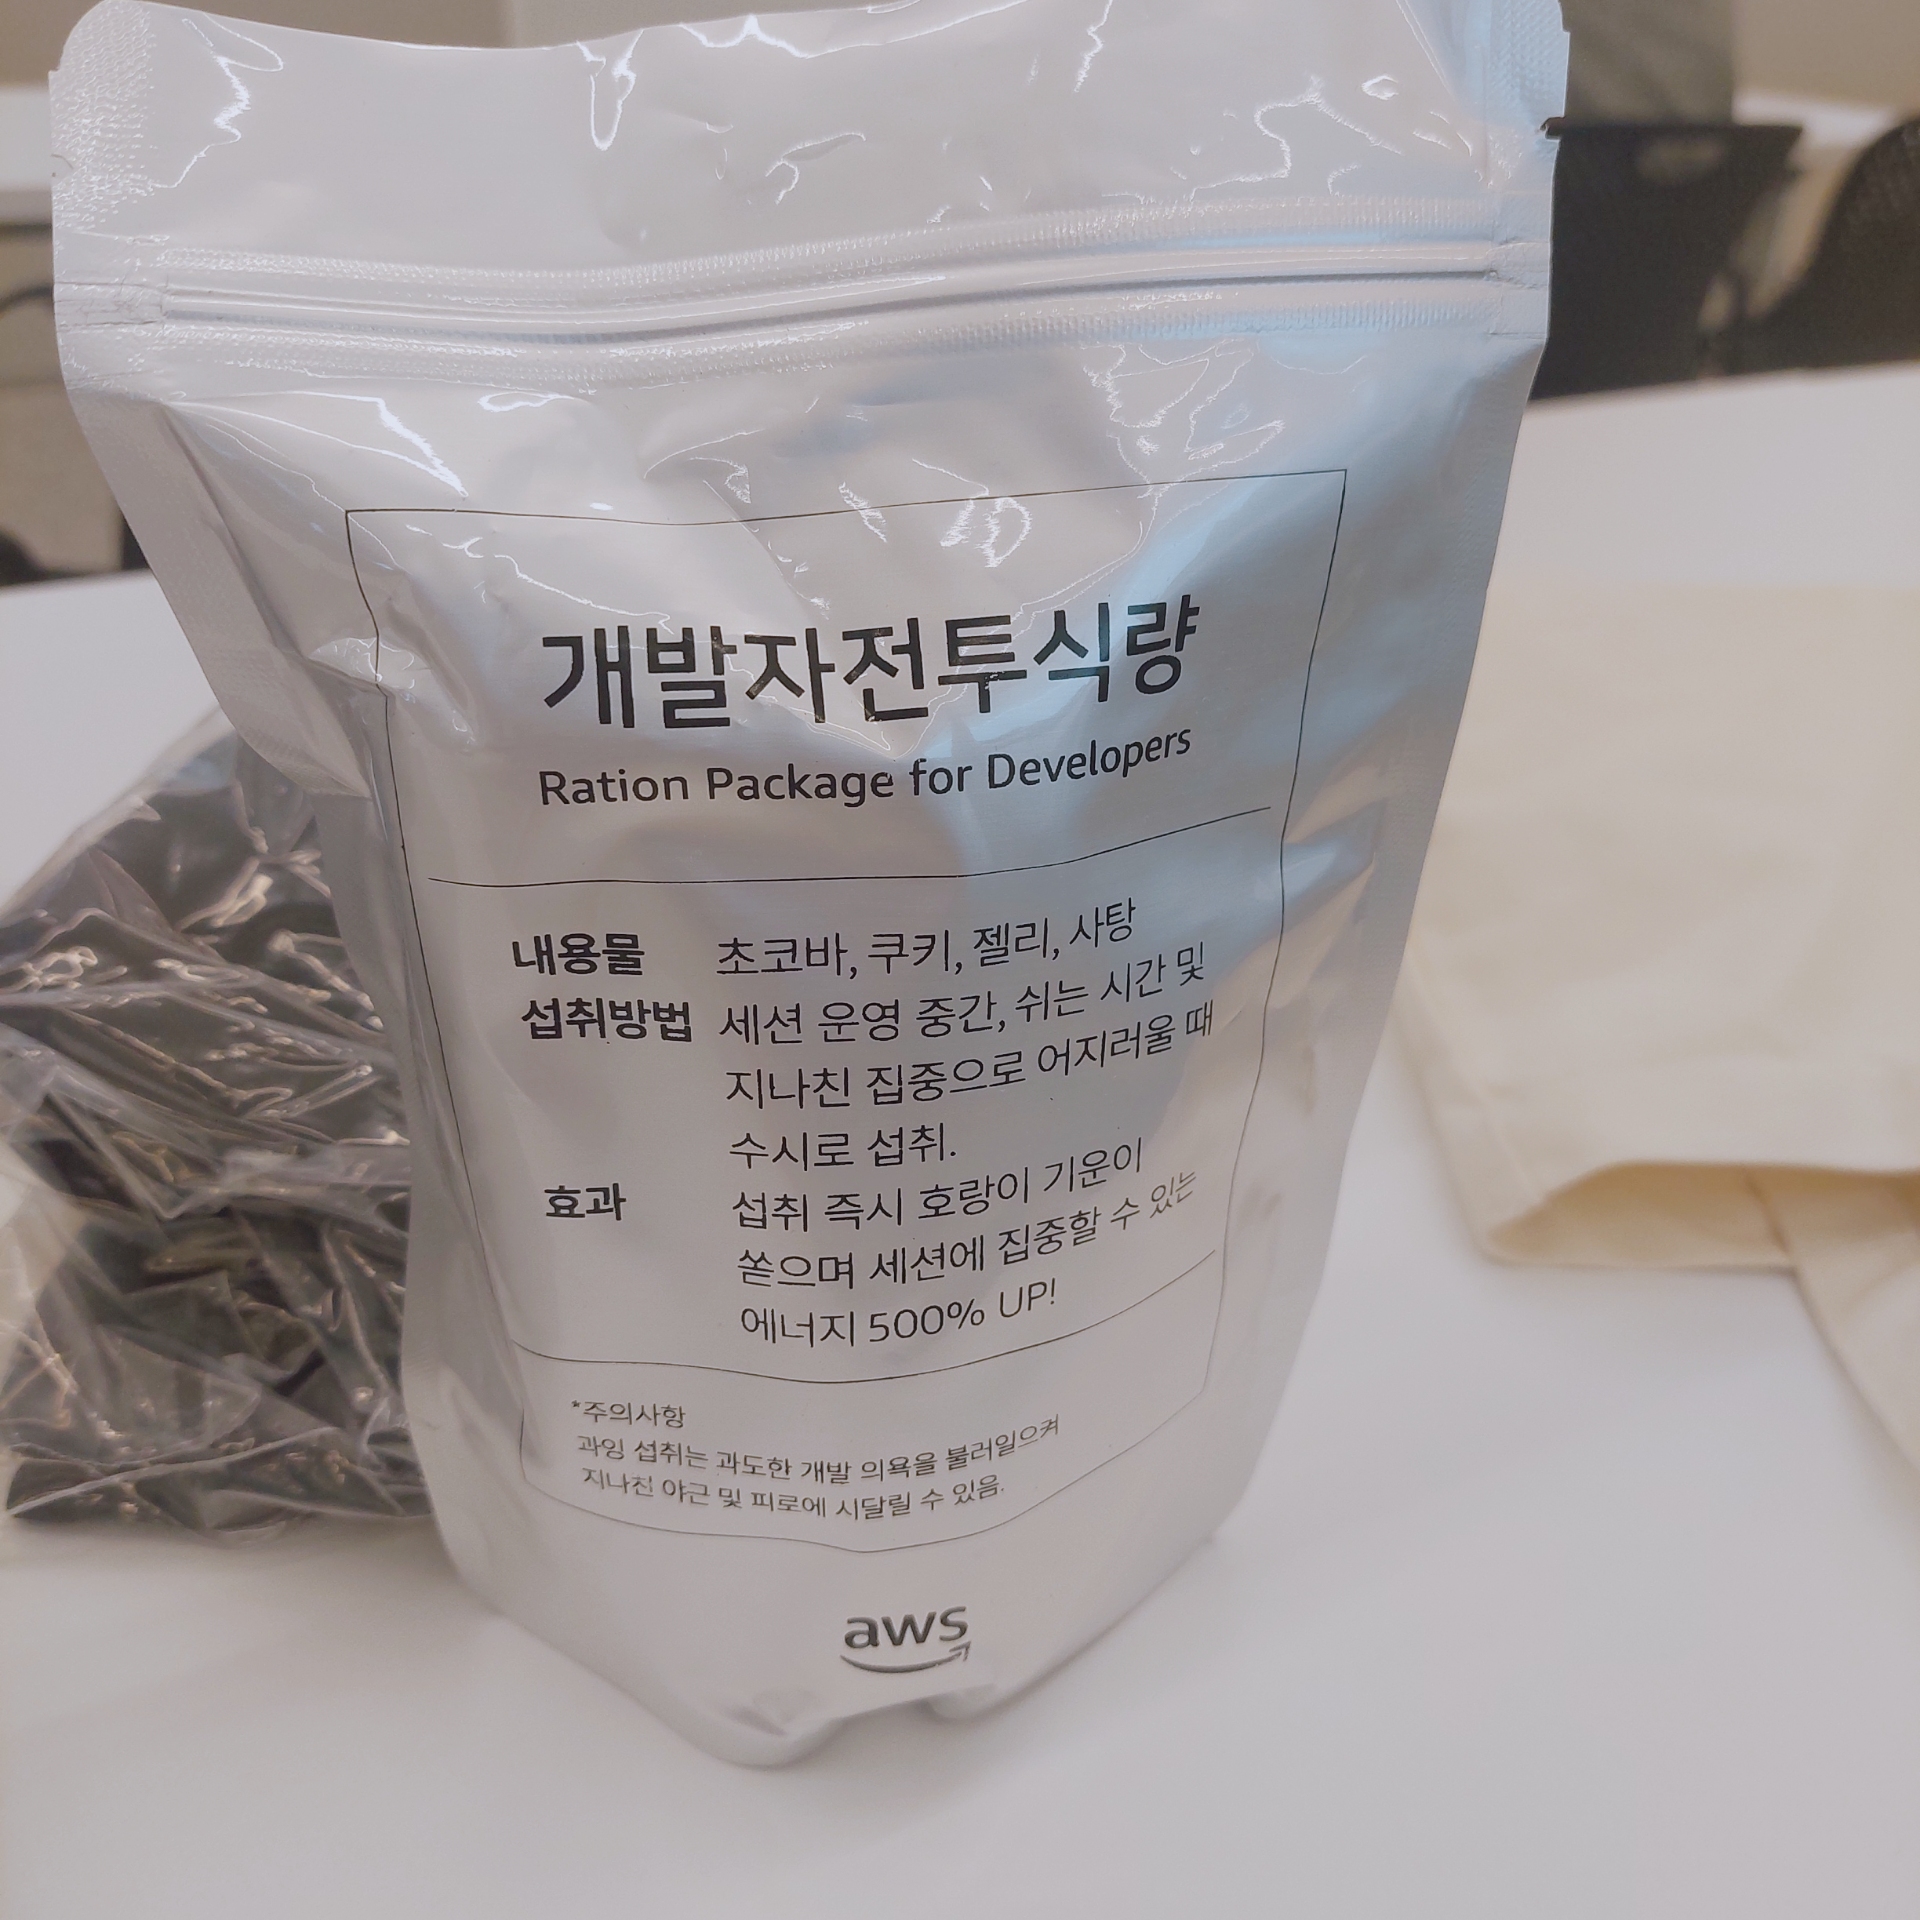 개발자전투식량
Ration Package for Developers
내용물 초코바, 쿠키, 젤리, 사탕
섭취방법 세션 운영 중간, 쉬는 시간 및
지나친 집중으로 어지러울 때
수시로 섭취.
효과 섭취 즉시 호랑이 기운이
쏟으며 세션에 집중할 수 있는
에너지 500% UP!
*주의사항
과잉 섭취는 과도한 개발 의욕을 불러일으켜
지나친 야근 및 피로에 시달릴 수 있음.
aws